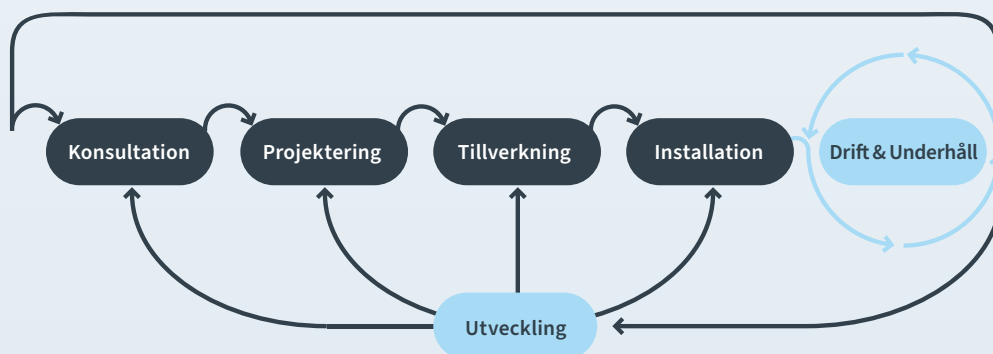 Konsultation
Projektering
Tillverkning
Installation
Drift & Underhåll
Utveckling